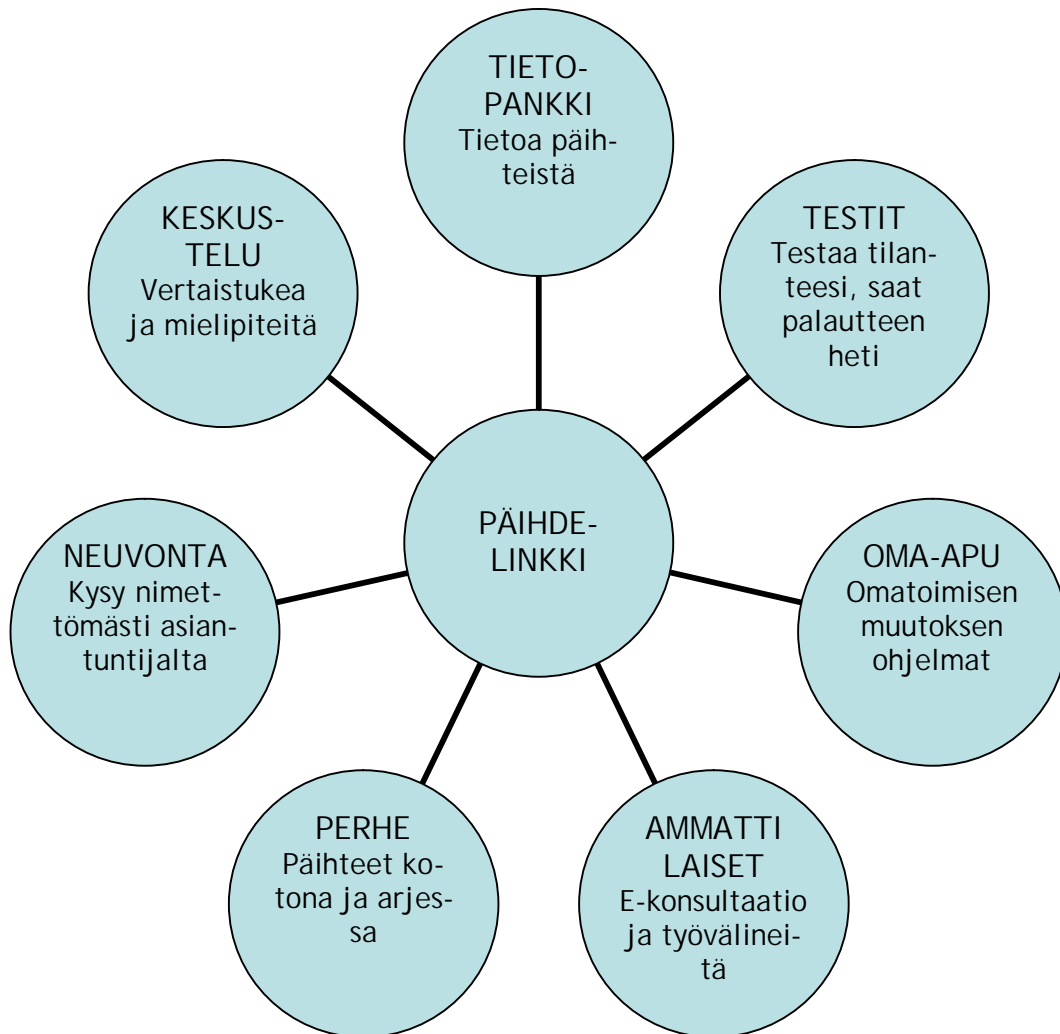 TIETO-
PANKKI
Tietoa päih-
teistä
KESKUS-
TELU
Vertaistukea
ja mielipiteitä
TESTIT
Testaa tilan-
teesi, saat
palautteen
heti
PÄIHDE-
LINKKI
NEUVONTA
Kysy nimet-
tömästi asian-
tuntijalta
OMA-APU
Omatoimisen
muutoksen
ohjelmat
PERHE
Päihteet ko-
tona ja arjes-
sa
AMMATTI
LAISET
E-konsultaatio
ja työvälinei-
tä